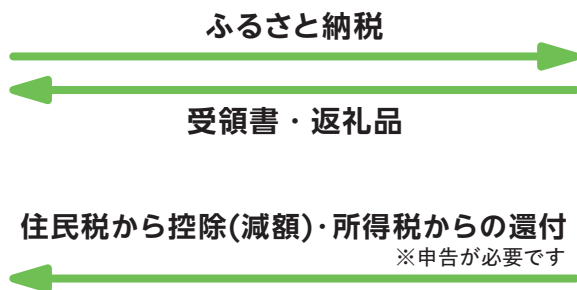 ふるさと納税
受領書・返礼品
住民税から控除(減額)・所得税からの還付
※申告が必要です